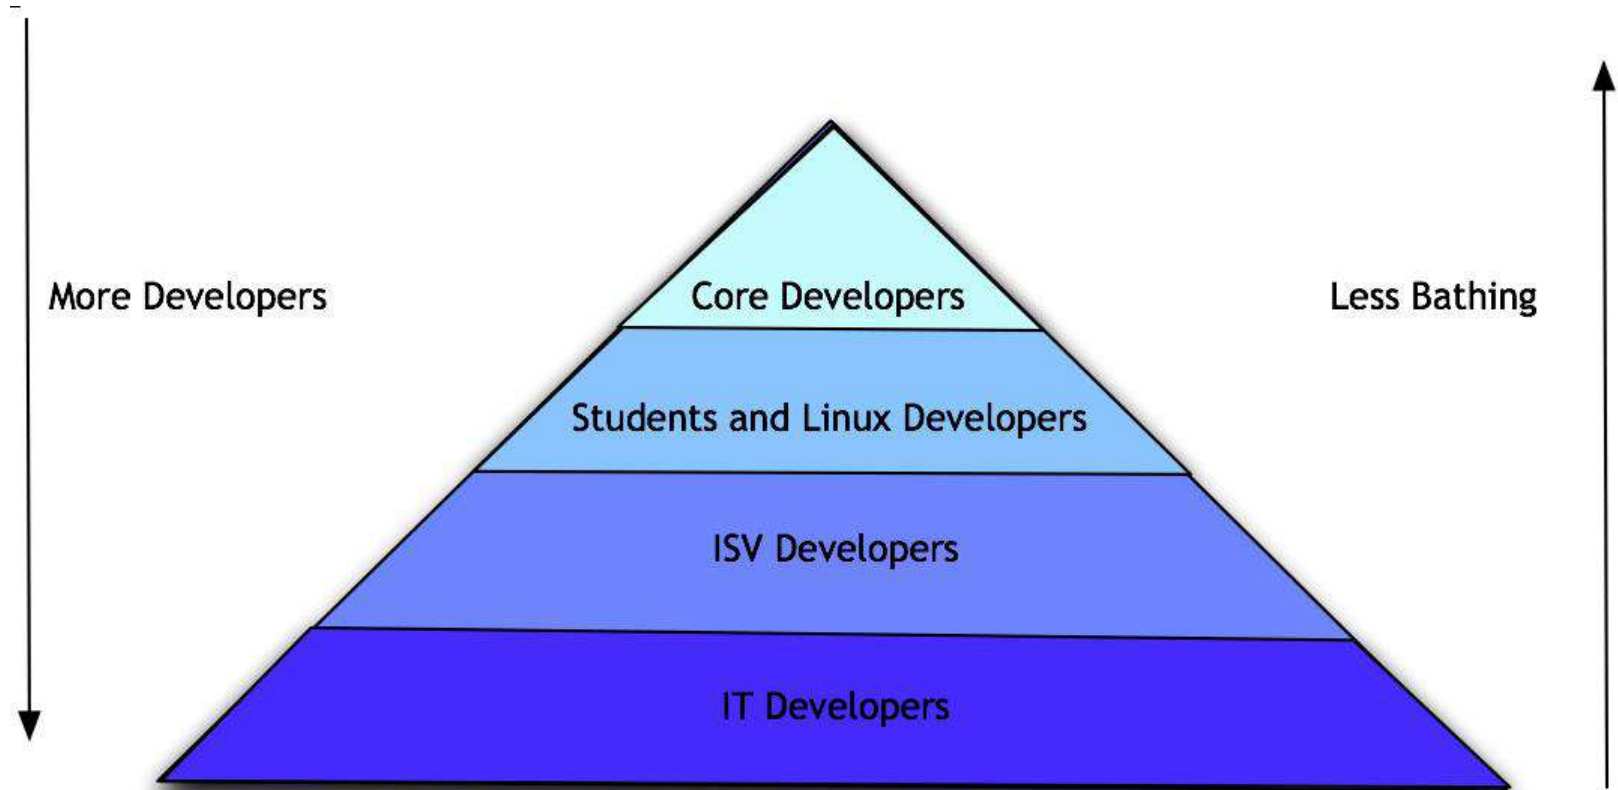 More Developers
Core Developers
Less Bathing
Students and Linux Developers
ISV Developers
IT Developers